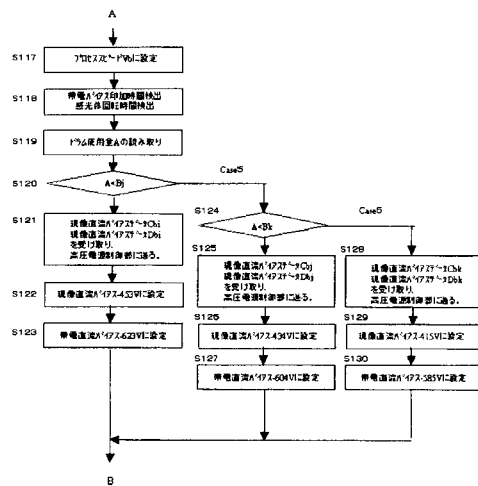 A
S117
プロセススピードVbに設定
S118
帯電バイアス印加時間検出
感光体回転時間検出
S119
ドラム使用量Aの読み取り
S120
A<Bj
Case5
S121
現像直流バイアスデータCbi
現像直流バイアスデータDbi
を受け取り、
高圧電源制御部に送る。
S122
現像直流バイアス-453Vに設定
S123
帯電直流バイアス-623Vに設定
S124
A<Bk
Case6
S125
現像直流バイアスデータCbj
現像直流バイアスデータDbj
を受け取り、
高圧電源制御部に送る。
S126
現像直流バイアス-434Vに設定
S127
帯電直流バイアス-604Vに設定
S128
現像直流バイアスデータCbk
現像直流バイアスデータDbk
を受け取り、
高圧電源制御部に送る。
S129
現像直流バイアス-415Vに設定
S130
帯電直流バイアス-585Vに設定
B